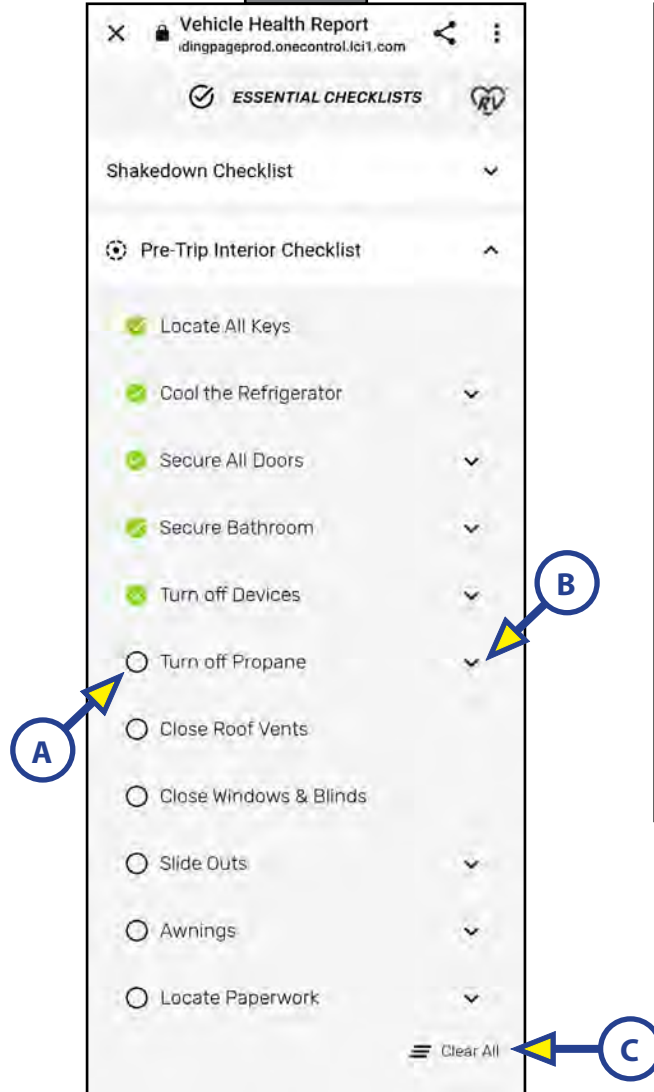 Vehicle Health Report
dingpageprod.onecontrol.lci1.com
ESSENTIAL CHECKLISTS
RV
Shakedown Checklist
Pre-Trip Interior Checklist
Locate All Keys
Cool the Refrigerator
Secure All Doors
Secure Bathroom
Turn off Devices
B
Turn off Propane
A
Close Roof Vents
Close Windows & Blinds
Slide Outs
Awnings
Locate Paperwork
Clear All
C